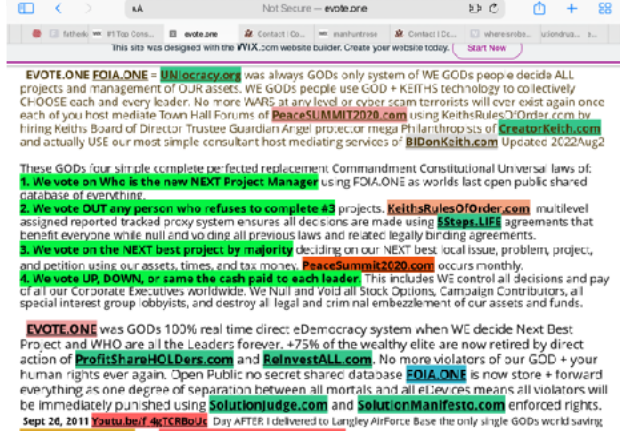 AA Not Secure — evote.one
evote.one
This site was designed with the WiX.com website builder. Create your website today. Start Now
EVOTE.ONE FOIA.ONE = UNIocracy.org was always GODs only system of WE GODs people decide ALL
projects and management of OUR assets. WE GODs people use GOD + KEITHS technology to collectively
CHOOSE each and every leader. No more WARS at any level or cyber scam terrorists will ever exist again once
each of you host mediate Town Hall Forums of PeaceSUMMIT2020.com using KeithsRulesOfOrder.com by
hiring Keiths Board of Director Trustee Guardian Angel protector mega Philanthropists of CreatorKeith.com
and actually USE our most simple consultant host mediating services of BIDonKeith.com Updated 2022Aug2
These GODs four simple complete perfected replacement Commandment Constitutional Universal laws of:
1. We vote on Who is the new NEXT Project Manager using FOIA.ONE as worlds last open public shared
database of everything.
2. We vote OUT any person who refuses to complete #3 projects. KeithsRulesOfOrder.com multilevel
assigned reported tracked proxy system ensures all decisions are made using 5Steps.LIFE agreements that
benefit everyone while null and voiding all previous laws and related legally binding agreements.
3. We vote on the NEXT best project by majority deciding on our NEXT best local issue, problem, project,
and petition using our assets, times, and tax money. PeaceSummit2020.com occurs monthly.
4. We vote UP, DOWN, or same the cash paid to each leader. This includes WE control all decisions and pay
of all our Corporate Executives worldwide. We Null and Void all Stock Options, Campaign Contributors, all
special interest group lobbyists, and destroy all legal and criminal embezzlement of our assets and funds.
EVOTE.ONE was GODs 100% real time direct eDemocracy system when WE decide Next Best
Project and WHO are all the Leaders forever. +75% of the wealthy elite are now retired by direct
action of ProfitShareHOLDers.com and ReInvestALL.com. No more violators of our GOD + your
human rights ever again. Open Public no secret shared database FOIA.ONE is now store + forward
everything as one degree of separation between all mortals and all eDevices means all violators will
be immediately punished using SolutionJudge.com and SolutionManifesto.com enforced rights.
Sept 26, 2011 Day AFTER I delivered to Langley AirForce Base the only single GODs world saving